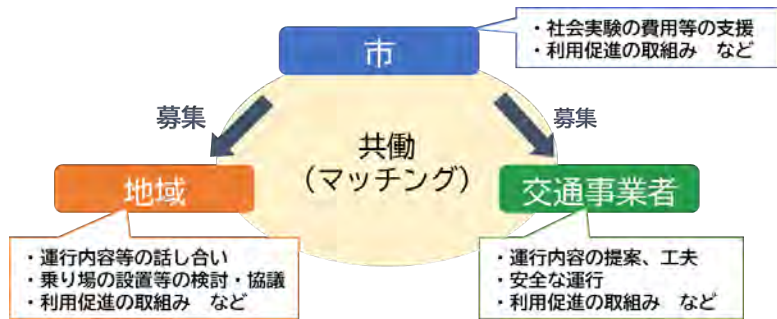 ・社会実験の費用等の支援
・利用促進の取組み　など
市
募集
募集
共働
（マッチング）
地域
交通事業者
・運行内容等の話し合い
・乗り場の設置等の検討・協議
・利用促進の取組み　など
・運行内容の提案、工夫
・安全な運行
・利用促進の取組み　など